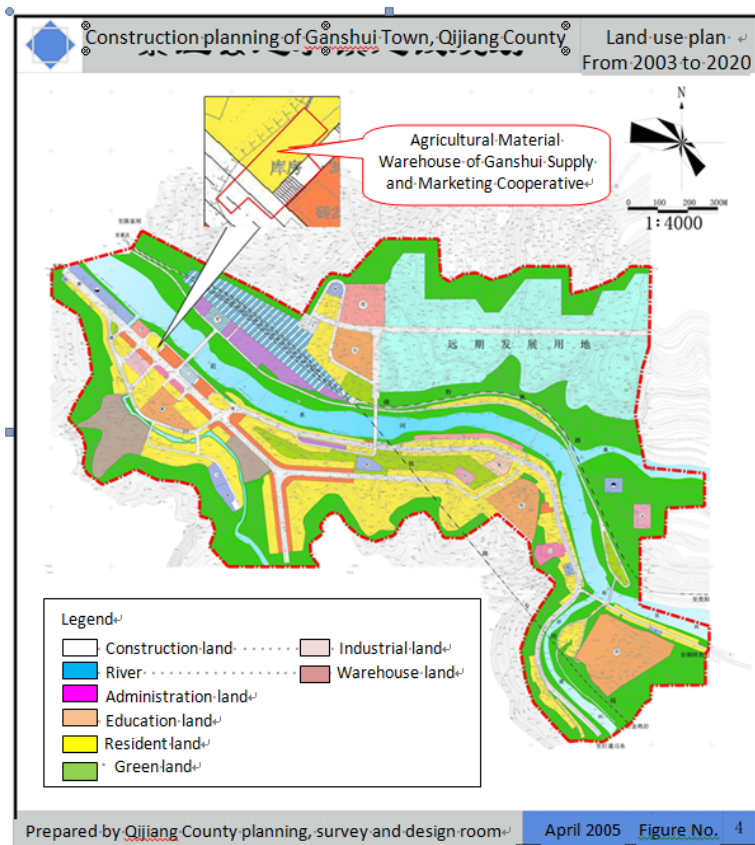 Construction planning of Ganshui Town, Qijiang County
Land use plan
From 2003 to 2020
N
Agricultural Material
Warehouse of Ganshui Supply
and Marketing Cooperative
库房
0 100 200 300M
1:4000
远期发展用地
Legend
Construction land
Industrial land
River
Warehouse land
Administration land
Education land
Resident land
Green land
Prepared by Qijiang County planning, survey and design room
April 2005 Figure No. 4